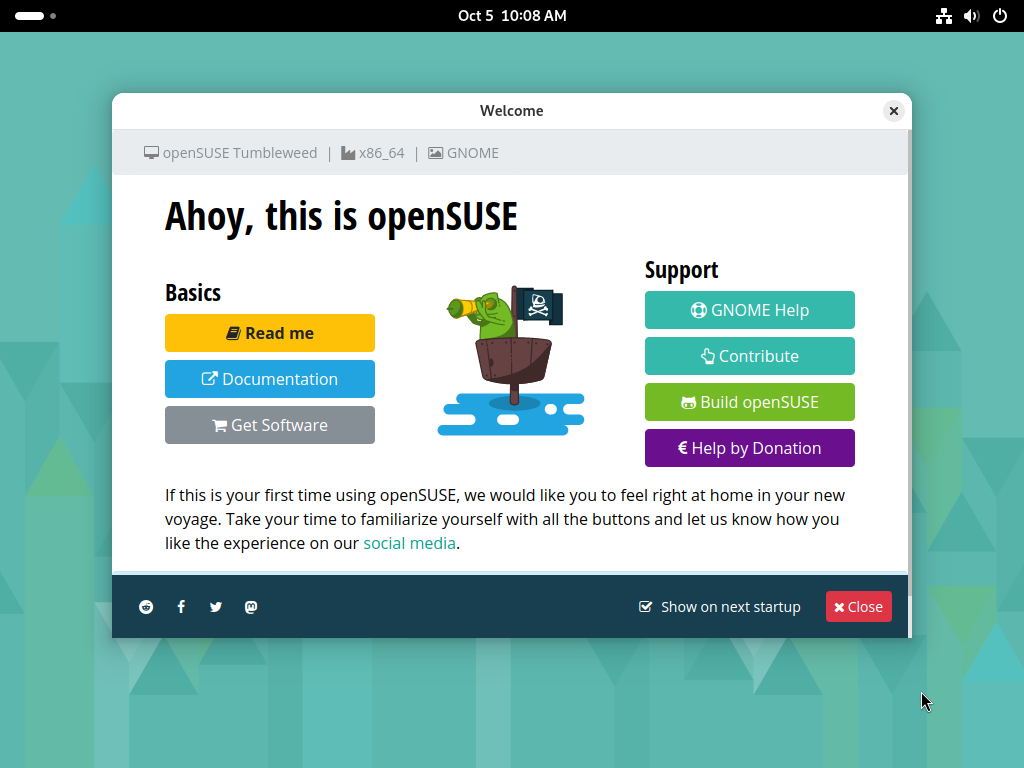 Oct 5 10:08 AM
Welcome
openSUSE Tumbleweed | x86_64 | GNOME
Ahoy, this is openSUSE
Basics
Read me
Documentation
Get Software
Support
GNOME Help
Contribute
Build openSUSE
Help by Donation
If this is your first time using openSUSE, we would like you to feel right at home in your new
voyage. Take your time to familiarize yourself with all the buttons and let us know how you
like the experience on our social media.
Show on next startup
Close